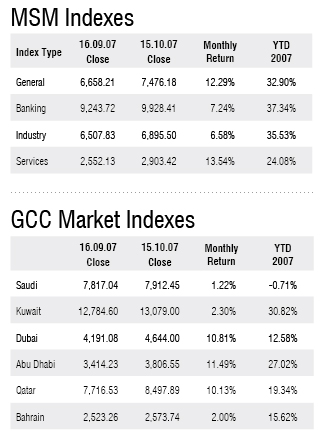 MSM Indexes
Index Type 16.09.07 Close 15.10.07 Close Monthly Return YTD 2007
General 6,658.21 7,476.18 12.29% 32.90%
Banking 9,243.72 9,928.41 7.24% 37.34%
Industry 6,507.83 6,895.50 6.58% 35.53%
Services 2,552.13 2,903.42 13.54% 24.08%
GCC Market Indexes
16.09.07 Close 15.10.07 Close Monthly Return YTD 2007
Saudi 7,817.04 7,912.45 1.22% -0.71%
Kuwait 12,784.60 13,079.00 2.30% 30.82%
Dubai 4,191.08 4,644.00 10.81% 12.58%
Abu Dhabi 3,414.23 3,806.55 11.49% 27.02%
Qatar 7,716.53 8,497.89 10.13% 19.34%
Bahrain 2,523.26 2,573.74 2.00% 15.62%